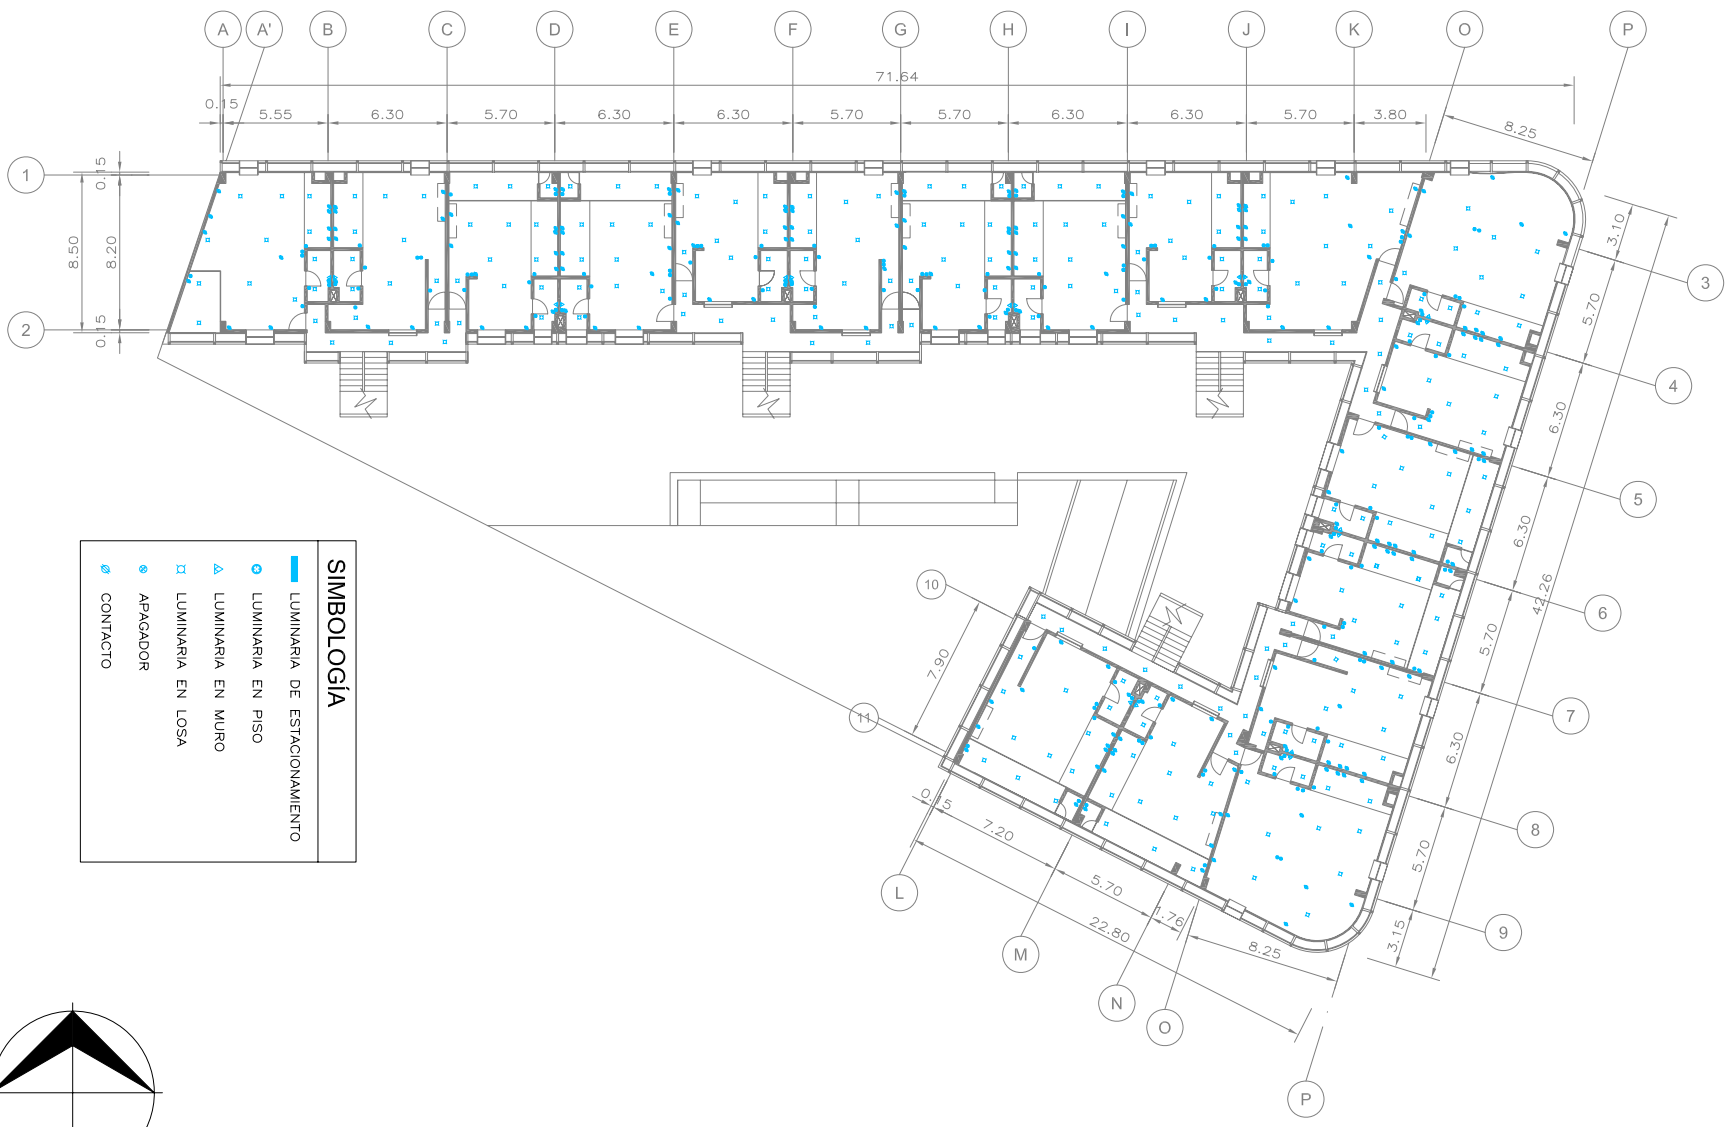 A A' B C D E F G H I J K O P
71.64
0.15 5.55 6.30 5.70 6.30 6.30 5.70 5.70 6.30 6.30 5.70 3.80 8.25
1
2
0.15
8.50 8.20
0.15
3.10
3
5.70
4
6.30
5
6.30
42.26
6
5.70
7
6.30
8
5.70
9
3.15
10
7.90
11
0.15
7.20
5.70
1.76
22.80
8.25
L
M
N
O
P
SIMBOLOGÍA
LUMINARIA DE ESTACIONAMIENTO
LUMINARIA EN PISO
LUMINARIA EN MURO
LUMINARIA EN LOSA
APAGADOR
CONTACTO